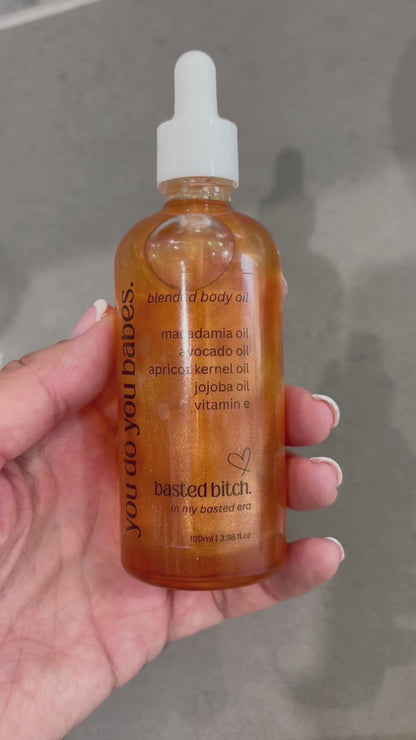 you do you babes.
blended body oil
macadamia oil
avocado oil
apricot kernel oil
jojoba oil
vitamin e
basted bitch.
in my basted era
100ml | 3.38 fl oz